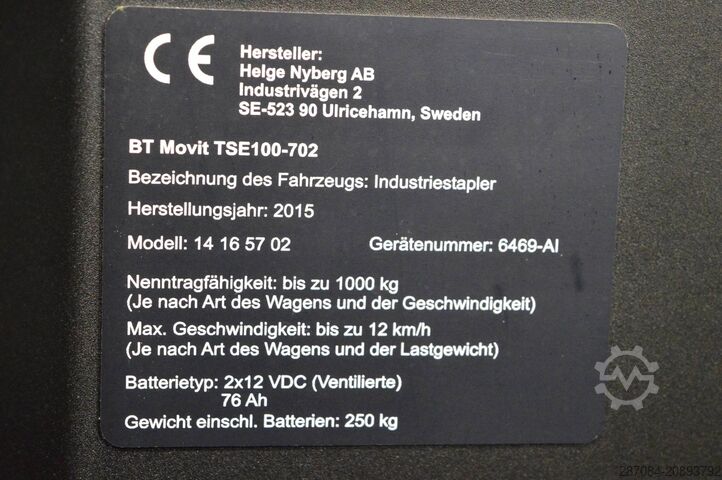 CE
Hersteller:
Helge Nyberg AB
Industrivägen 2
SE-523 90 Ulricehamn, Sweden
BT Movit TSE100-702
Bezeichnung des Fahrzeugs: Industriestapler
Herstellungsjahr: 2015
Modell: 14 16 57 02 Gerätenummer: 6469-AI
Nenntragfähigkeit: bis zu 1000 kg
(Je nach Art des Wagens und der Geschwindigkeit)
Max. Geschwindigkeit: bis zu 12 km/h
(Je nach Art des Wagens und der Lastgewicht)
Batterietyp: 2x12 VDC (Ventilierte)
76 Ah
Gewicht einschl. Batterien: 250 kg
287084-20893792